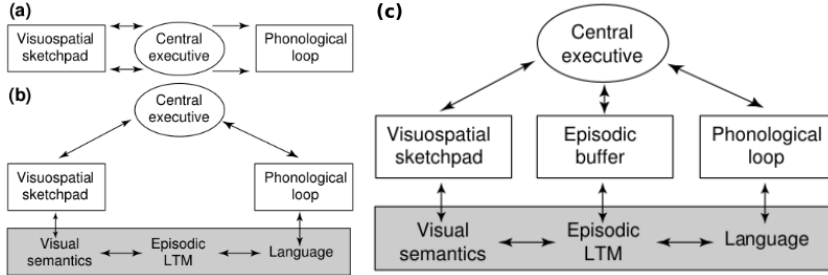 (a)
Visuospatial
sketchpad
Central
executive
Phonological
loop
(b)
Central
executive
Visuospatial
sketchpad
Phonological
loop
Visual
semantics
Episodic
LTM
Language
(c)
Central
executive
Visuospatial
sketchpad
Episodic
buffer
Phonological
loop
Visual
semantics
Episodic
LTM
Language